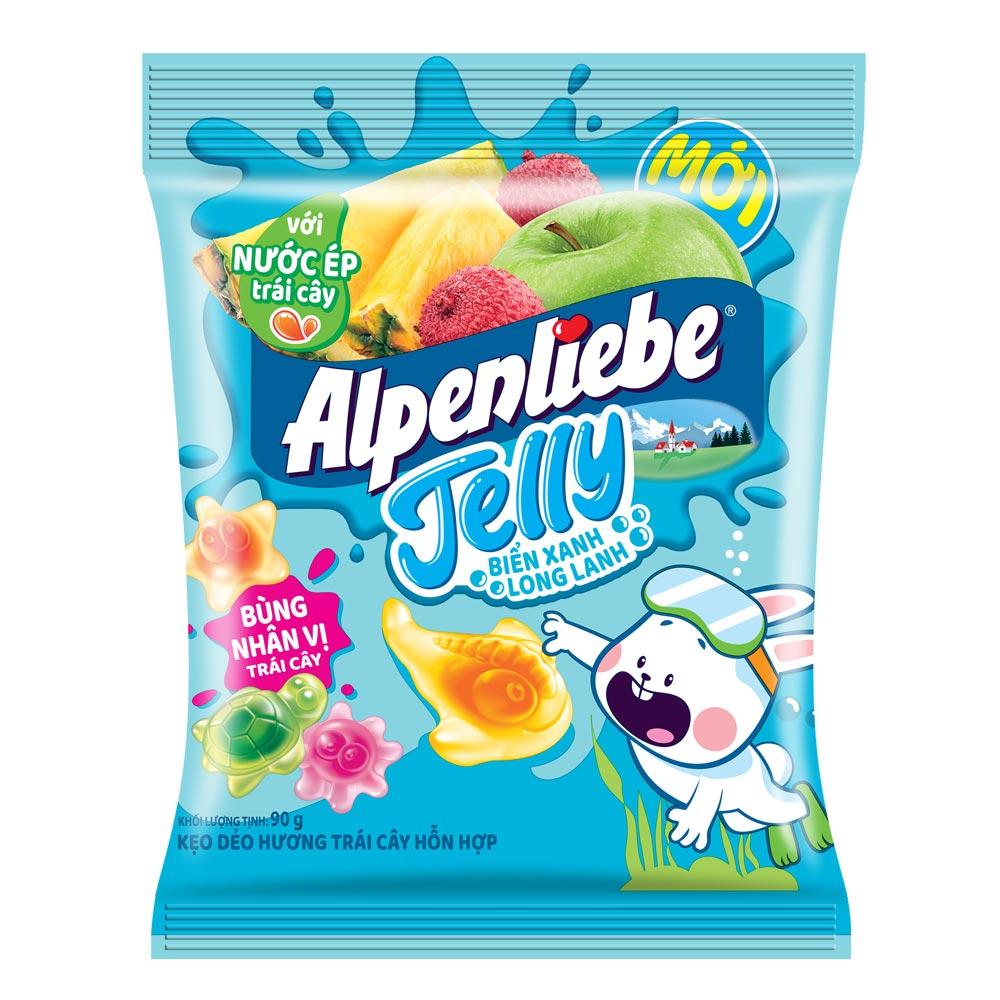 MỚI
với
NƯỚC ÉP
trái cây
Alpenliebe®
Jelly
BIỂN XANH
LONG LANH
BÙNG
NHÂN VỊ
TRÁI CÂY
KHỐI LƯỢNG TỊNH: 90 g
KẸO DẺO HƯƠNG TRÁI CÂY HỖN HỢP